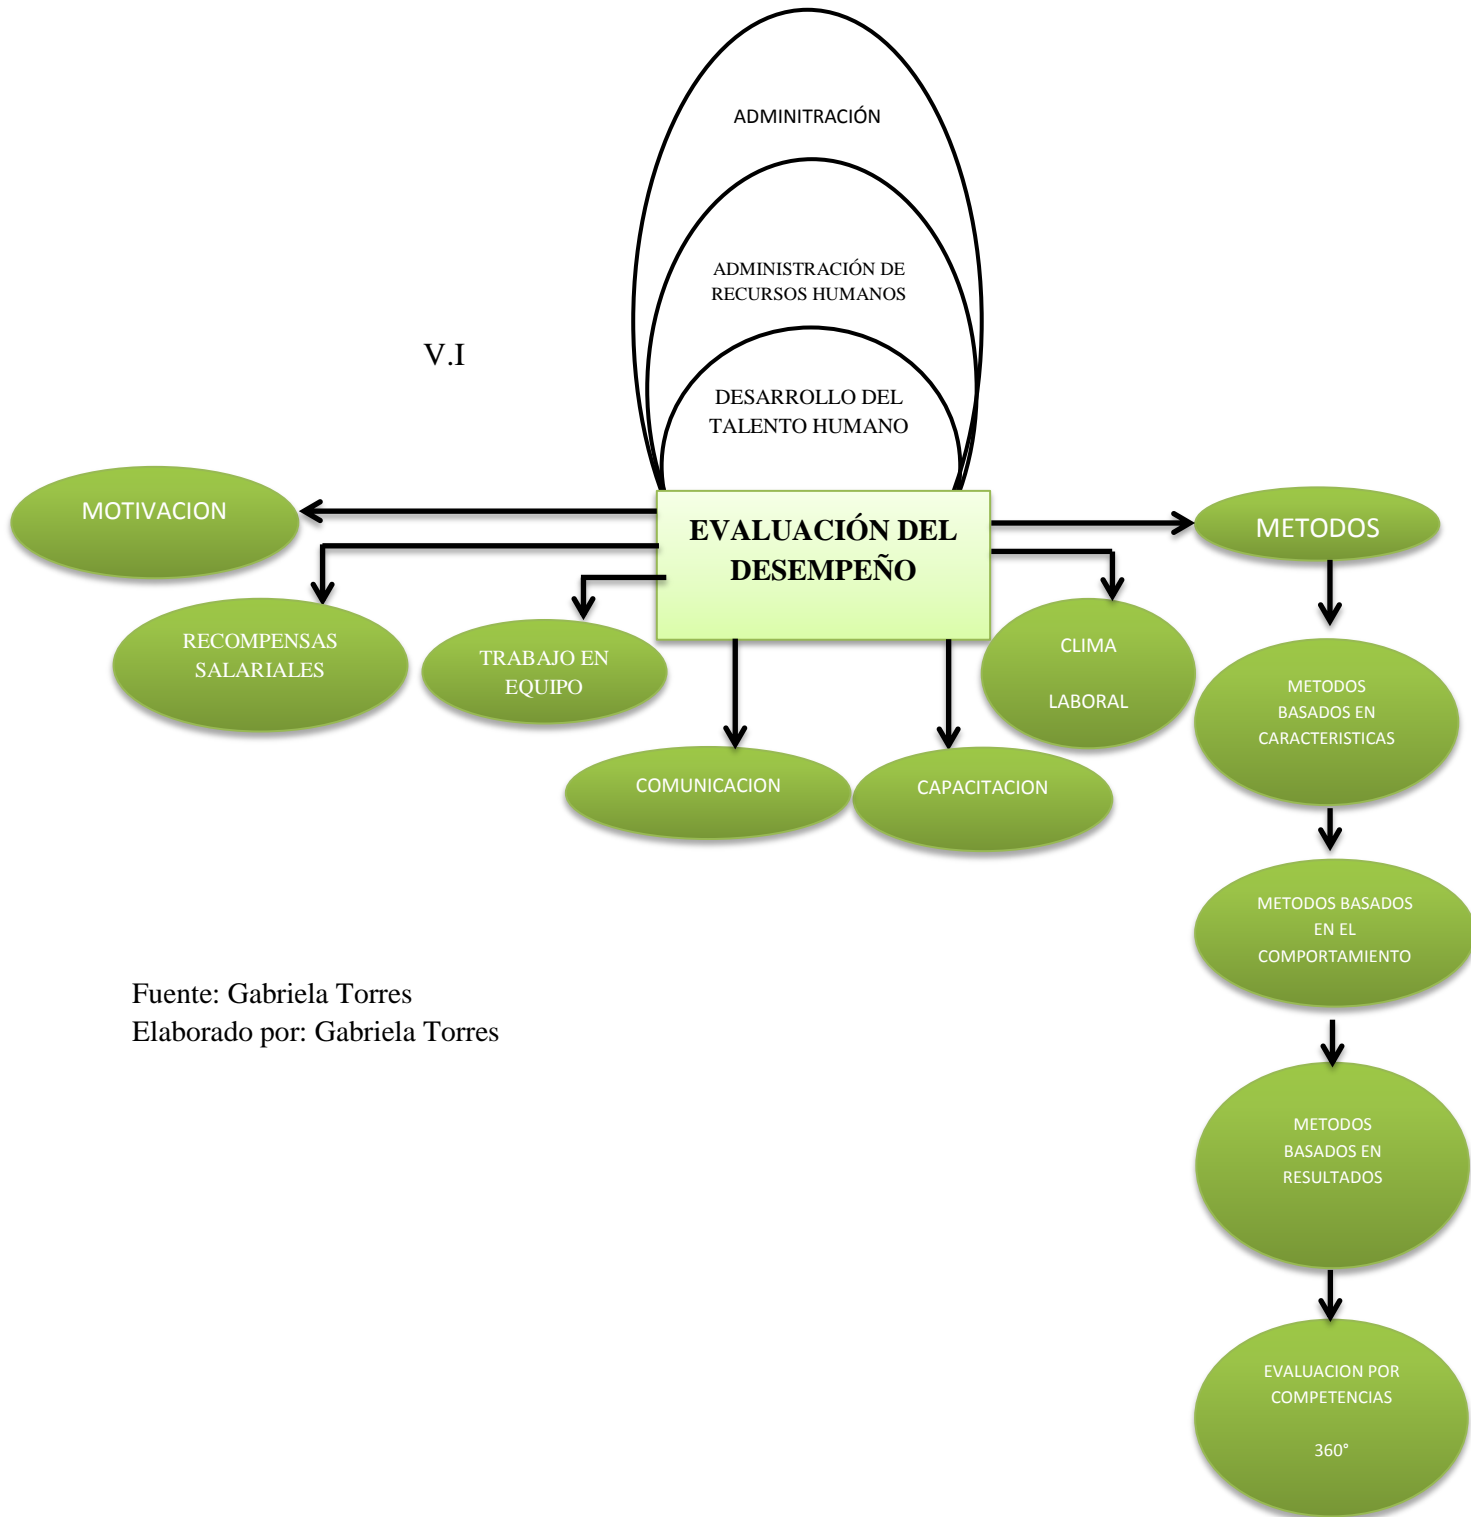 ADMINITRACIÓN
ADMINISTRACIÓN DE
RECURSOS HUMANOS
V.I
DESARROLLO DEL
TALENTO HUMANO
EVALUACIÓN DEL
DESEMPEÑO
MOTIVACION
RECOMPENSAS
SALARIALES
TRABAJO EN
EQUIPO
COMUNICACION
CAPACITACION
CLIMA
LABORAL
METODOS
METODOS
BASADOS EN
CARACTERISTICAS
METODOS BASADOS
EN EL
COMPORTAMIENTO
METODOS
BASADOS EN
RESULTADOS
EVALUACION POR
COMPETENCIAS
360°
Fuente: Gabriela Torres
Elaborado por: Gabriela Torres